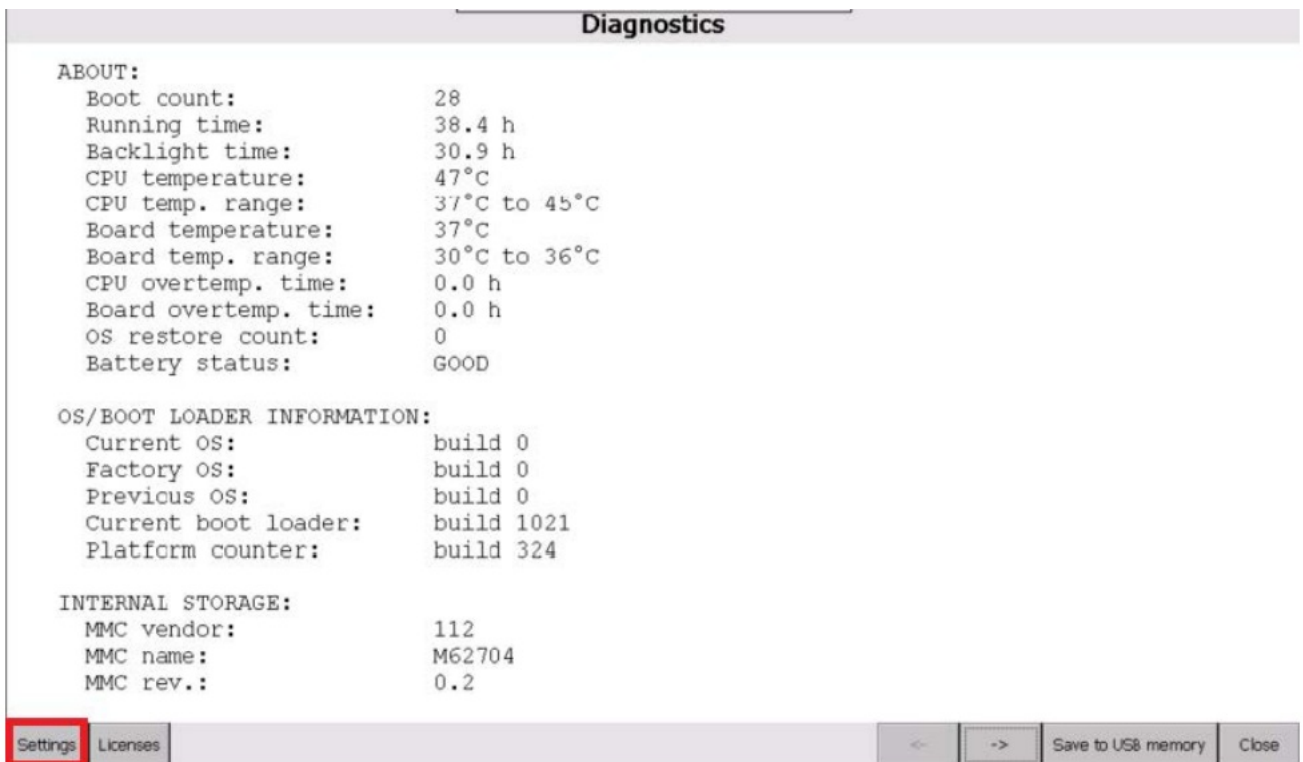 Diagnostics
ABOUT:
Boot count: 28
Running time: 38.4 h
Backlight time: 30.9 h
CPU temperature: 47°C
CPU temp. range: 37°C to 45°C
Board temperature: 37°C
Board temp. range: 30°C to 36°C
CPU overtemp. time: 0.0 h
Board overtemp. time: 0.0 h
OS restore count: 0
Battery status: GOOD
OS/BOOT LOADER INFORMATION:
Current OS: build 0
Factory OS: build 0
Previous OS: build 0
Current boot loader: build 1021
Platform counter: build 324
INTERNAL STORAGE:
MMC vendor: 112
MMC name: M62704
MMC rev.: 0.2
Settings Licenses <- -> Save to USB memory Close